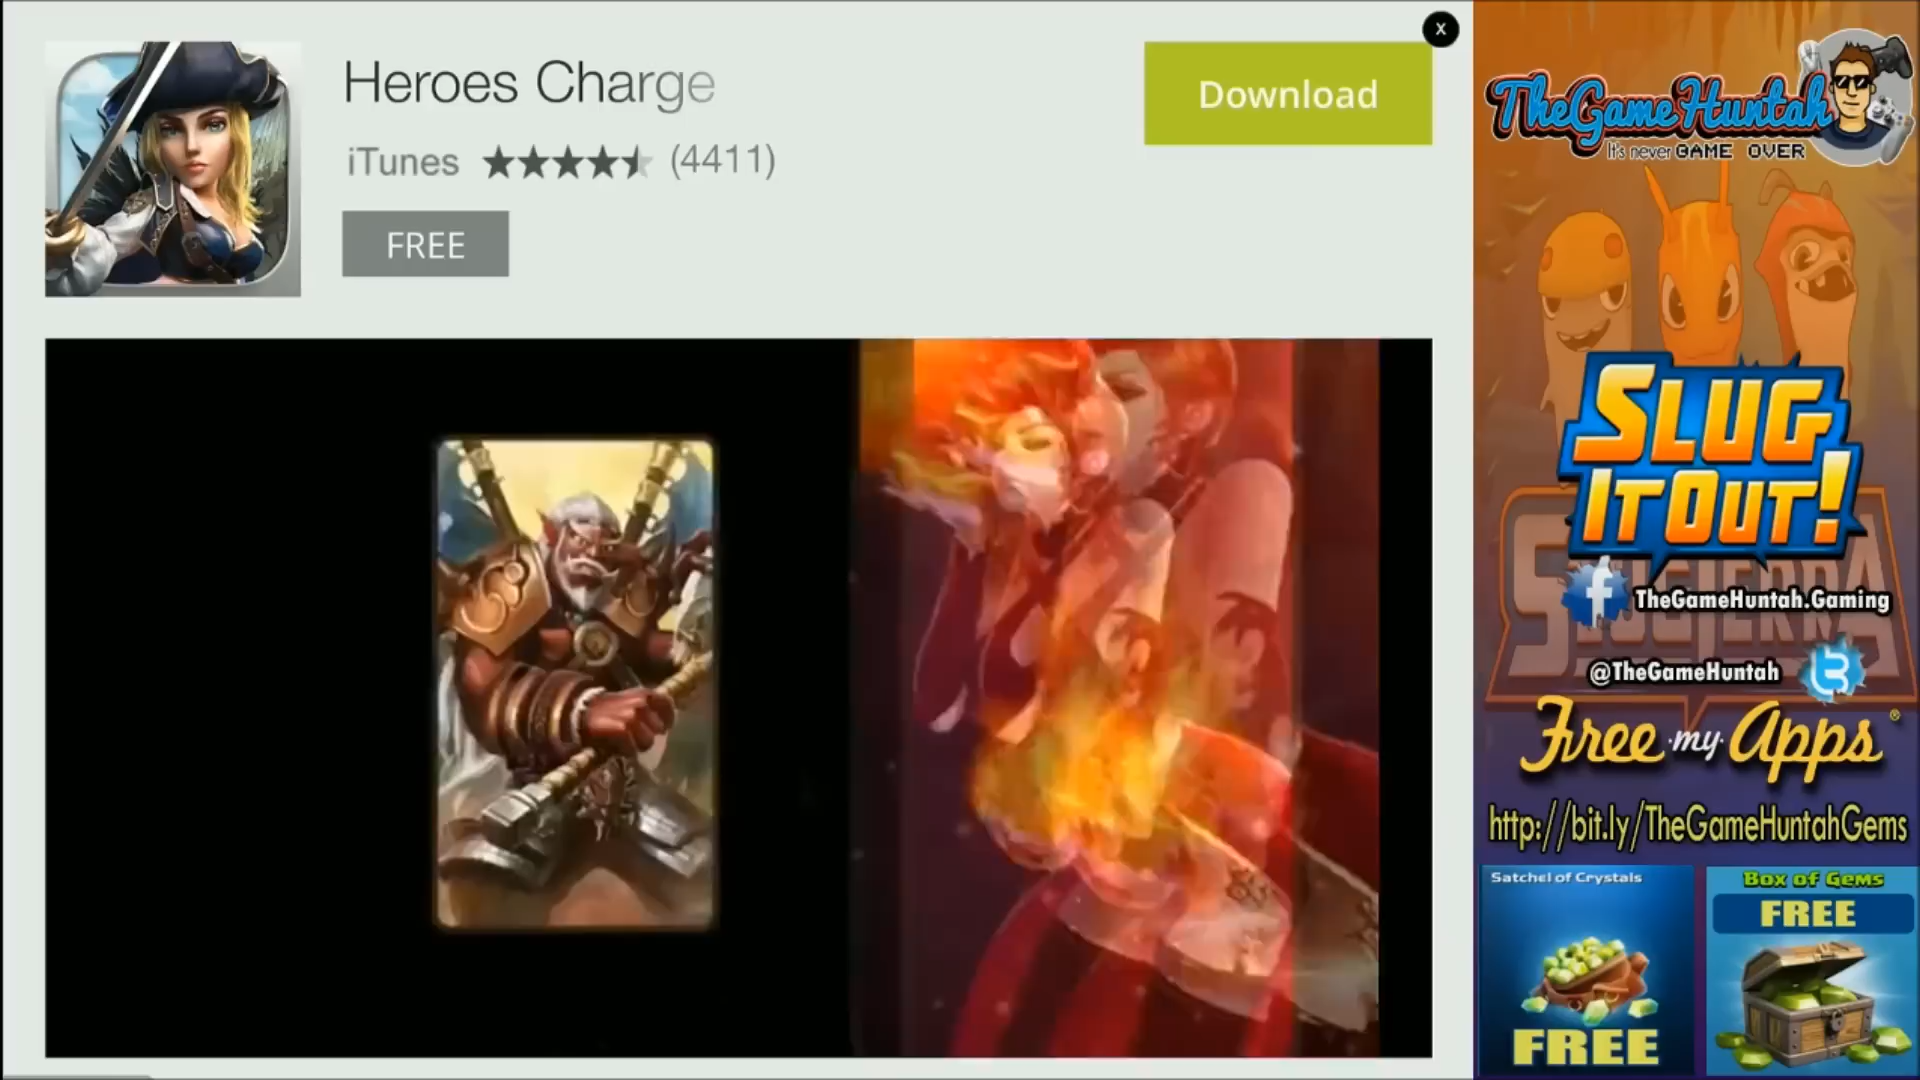 Heroes Charge
iTunes (4411)
FREE
Download
X
TheGameHuntah
It's never GAME OVER
SLUG
IT OUT!
SLUGTERRA
TheGameHuntah.Gaming
@TheGameHuntah
Free my Apps®
http://bit.ly/TheGameHuntahGems
Satchel of Crystals
FREE
Box of Gems
FREE